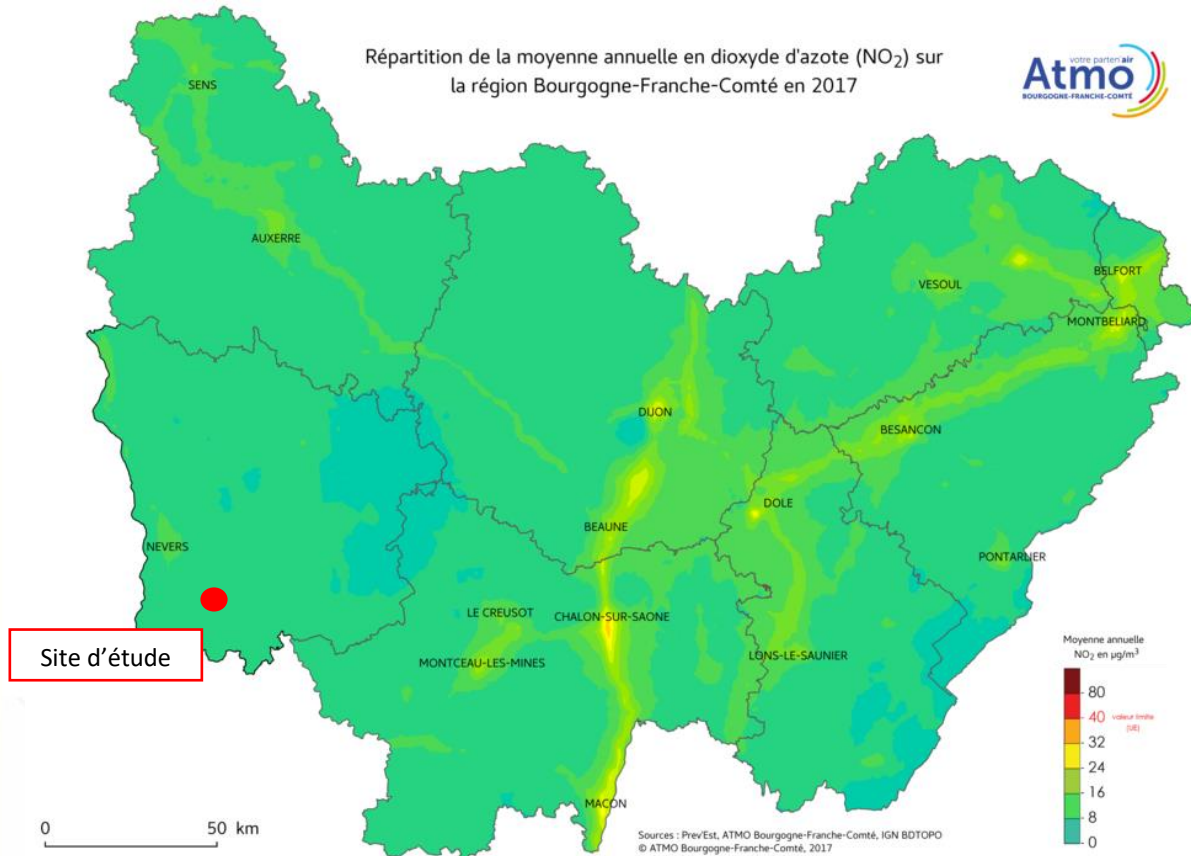 Répartition de la moyenne annuelle en dioxyde d'azote (NO₂) sur
la région Bourgogne-Franche-Comté en 2017
votre parten'air
Atmo
BOURGOGNE-FRANCHE-COMTÉ
SENS
AUXERRE
VESOUL
BELFORT
MONTBELIARD
DIJON
BESANCON
DOLE
BEAUNE
NEVERS
PONTARLIER
LE CREUSOT
CHALON-SUR-SAONE
Site d'étude
MONTCEAU-LES-MINES
LONS-LE-SAUNIER
MACON
Moyenne annuelle
NO₂ en µg/m³
80
40 valeur limite
(UE)
32
24
16
8
0
0 50 km
Sources : Prev'Est, ATMO Bourgogne-Franche-Comté, IGN BDTOPO
© ATMO Bourgogne-Franche-Comté, 2017